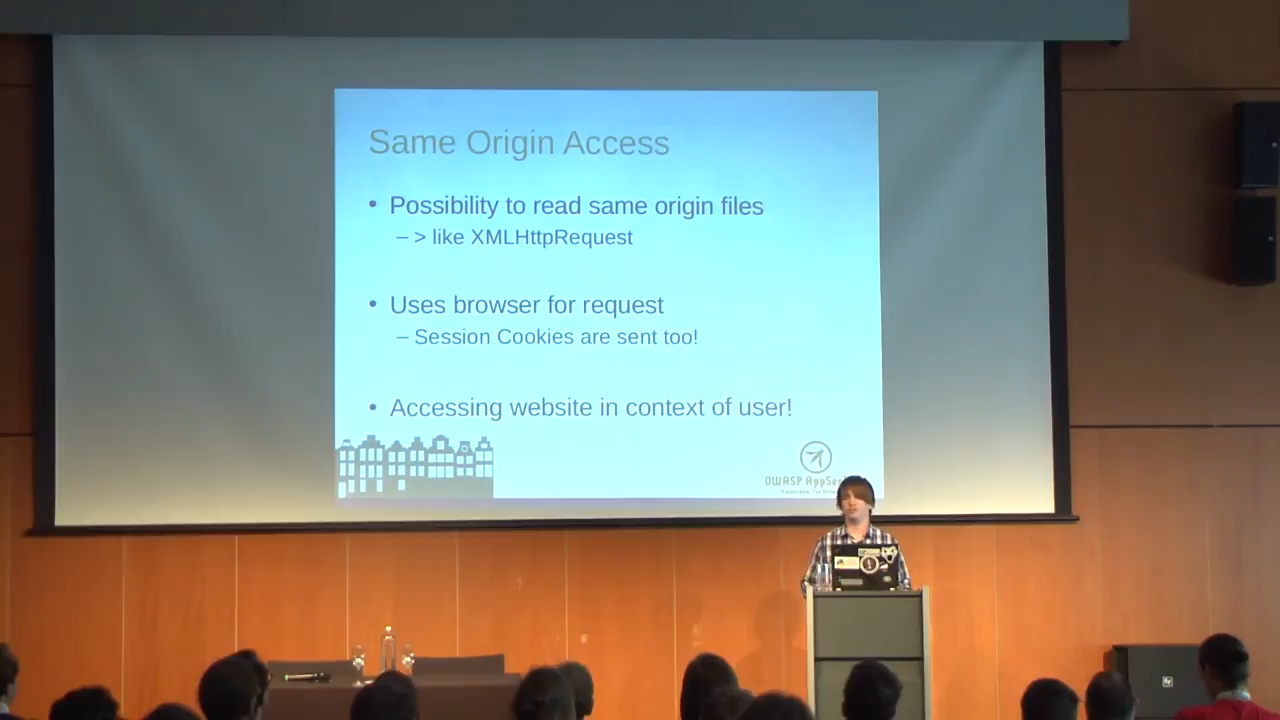 Same Origin Access
• Possibility to read same origin files
– > like XMLHttpRequest
• Uses browser for request
– Session Cookies are sent too!
• Accessing website in context of user!
OWASP